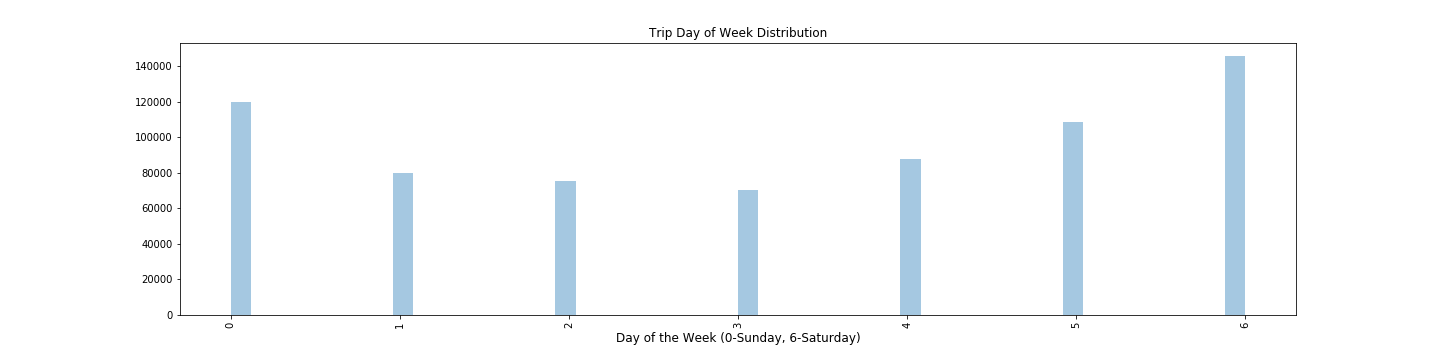 Trip Day of Week Distribution
140000
120000
100000
80000
60000
40000
20000
0
0 1 2 3 4 5 6
Day of the Week (0-Sunday, 6-Saturday)